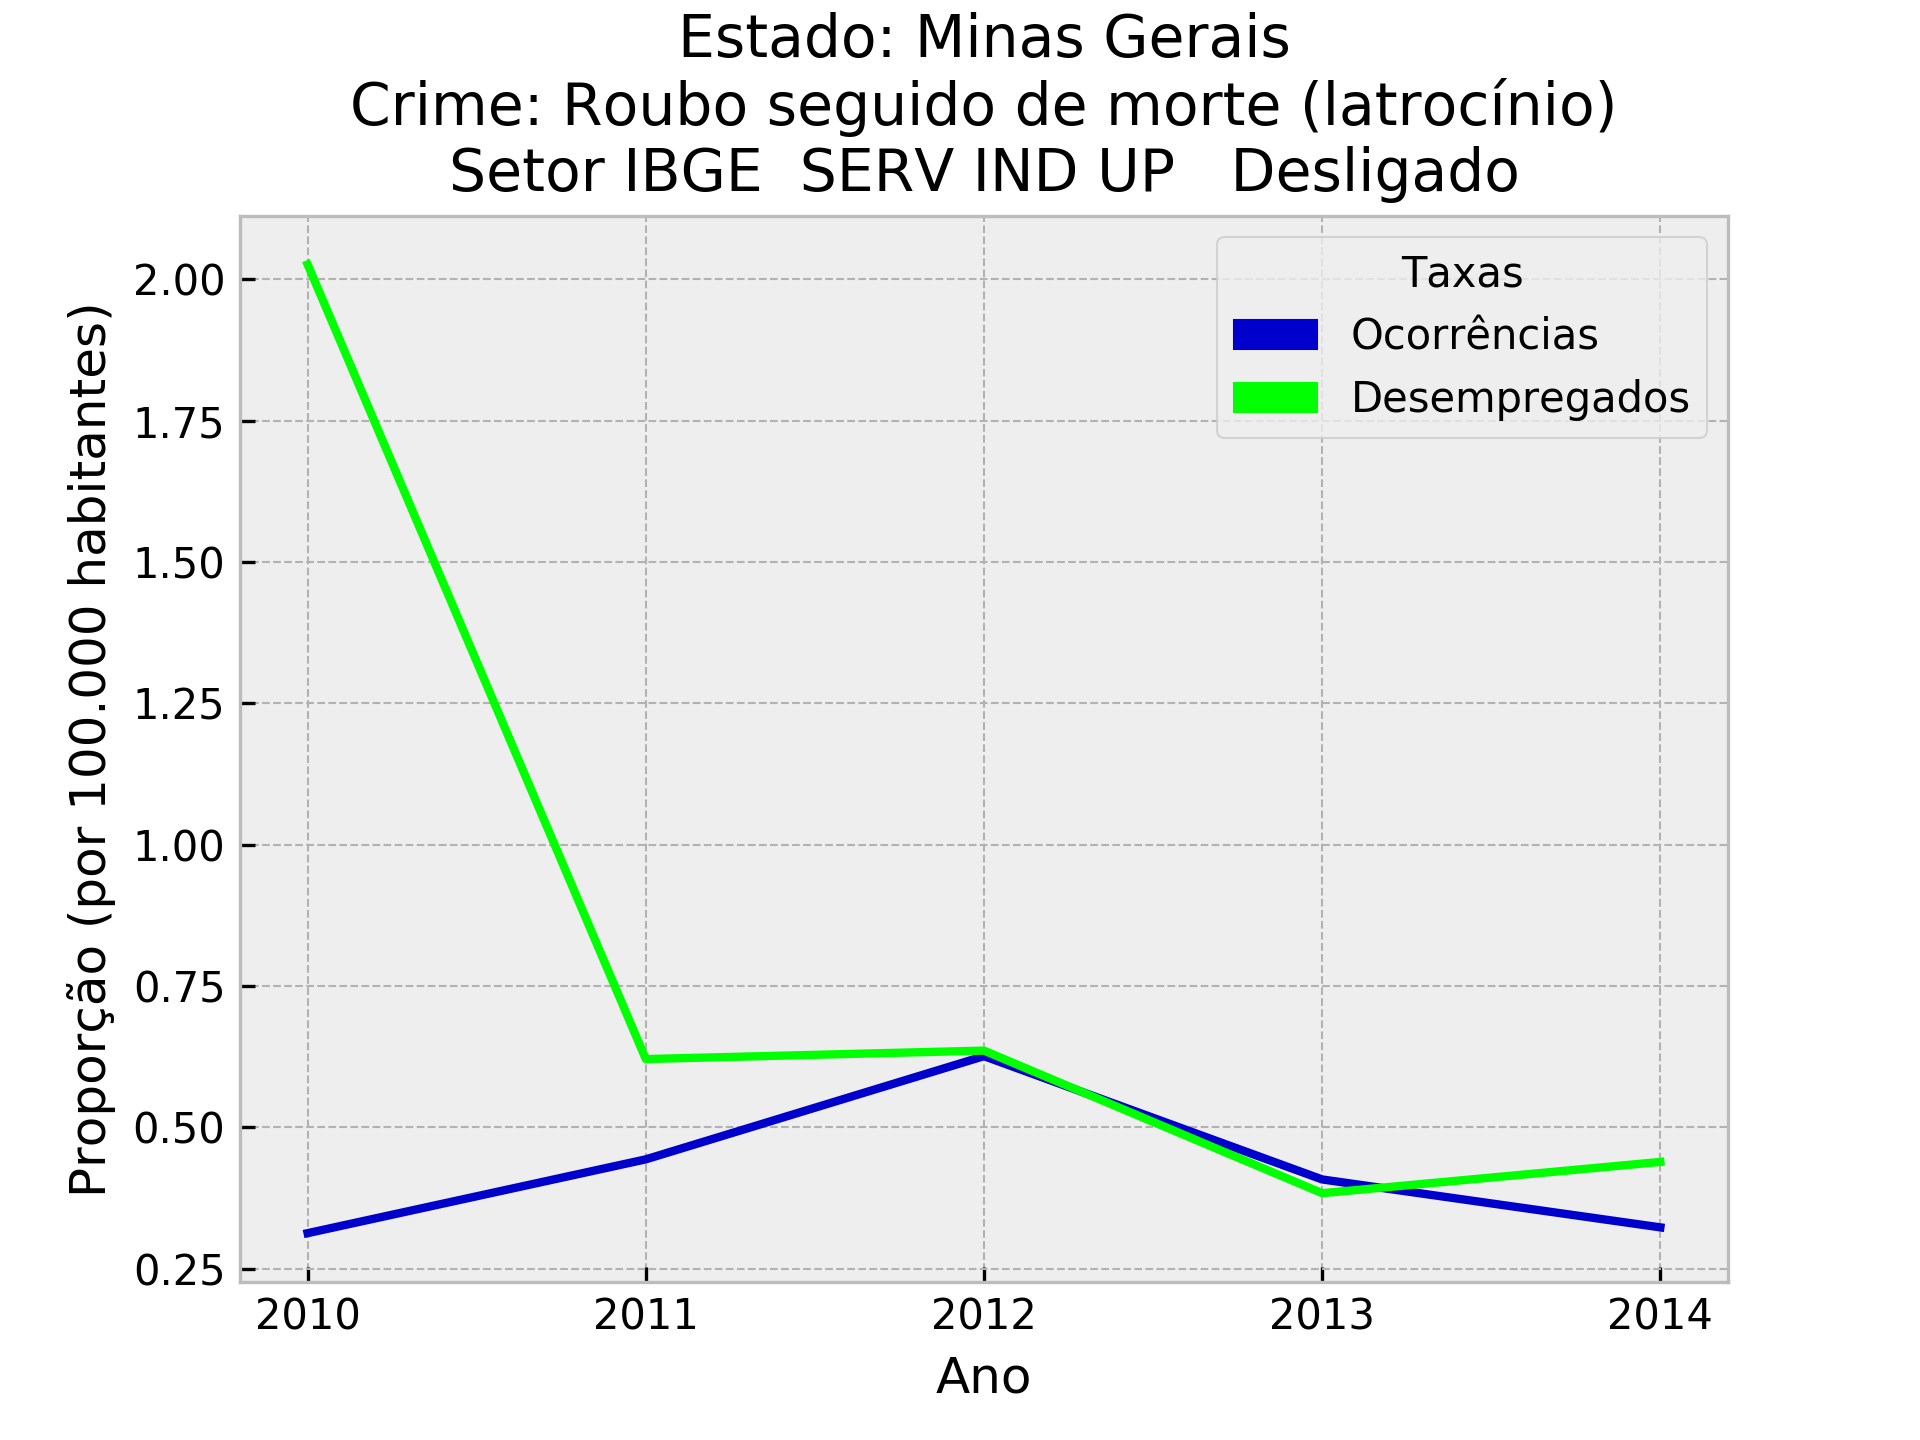 Estado: Minas Gerais
Crime: Roubo seguido de morte (latrocínio)
Setor IBGE  SERV IND UP   Desligado
Taxas
Ocorrências
Desempregados
Proporção (por 100.000 habitantes)
2.00
1.75
1.50
1.25
1.00
0.75
0.50
0.25
2010 2011 2012 2013 2014
Ano